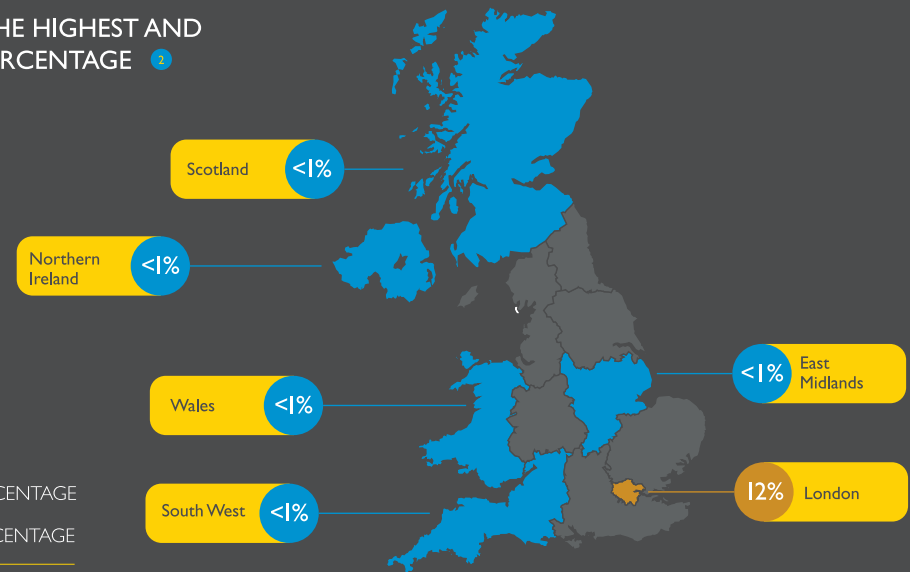 HE HIGHEST AND
RCENTAGE 2
Scotland <1%
Northern
Ireland
<1%
Wales <1%
South West <1%
<1% East
Midlands
12% London
CENTAGE
CENTAGE